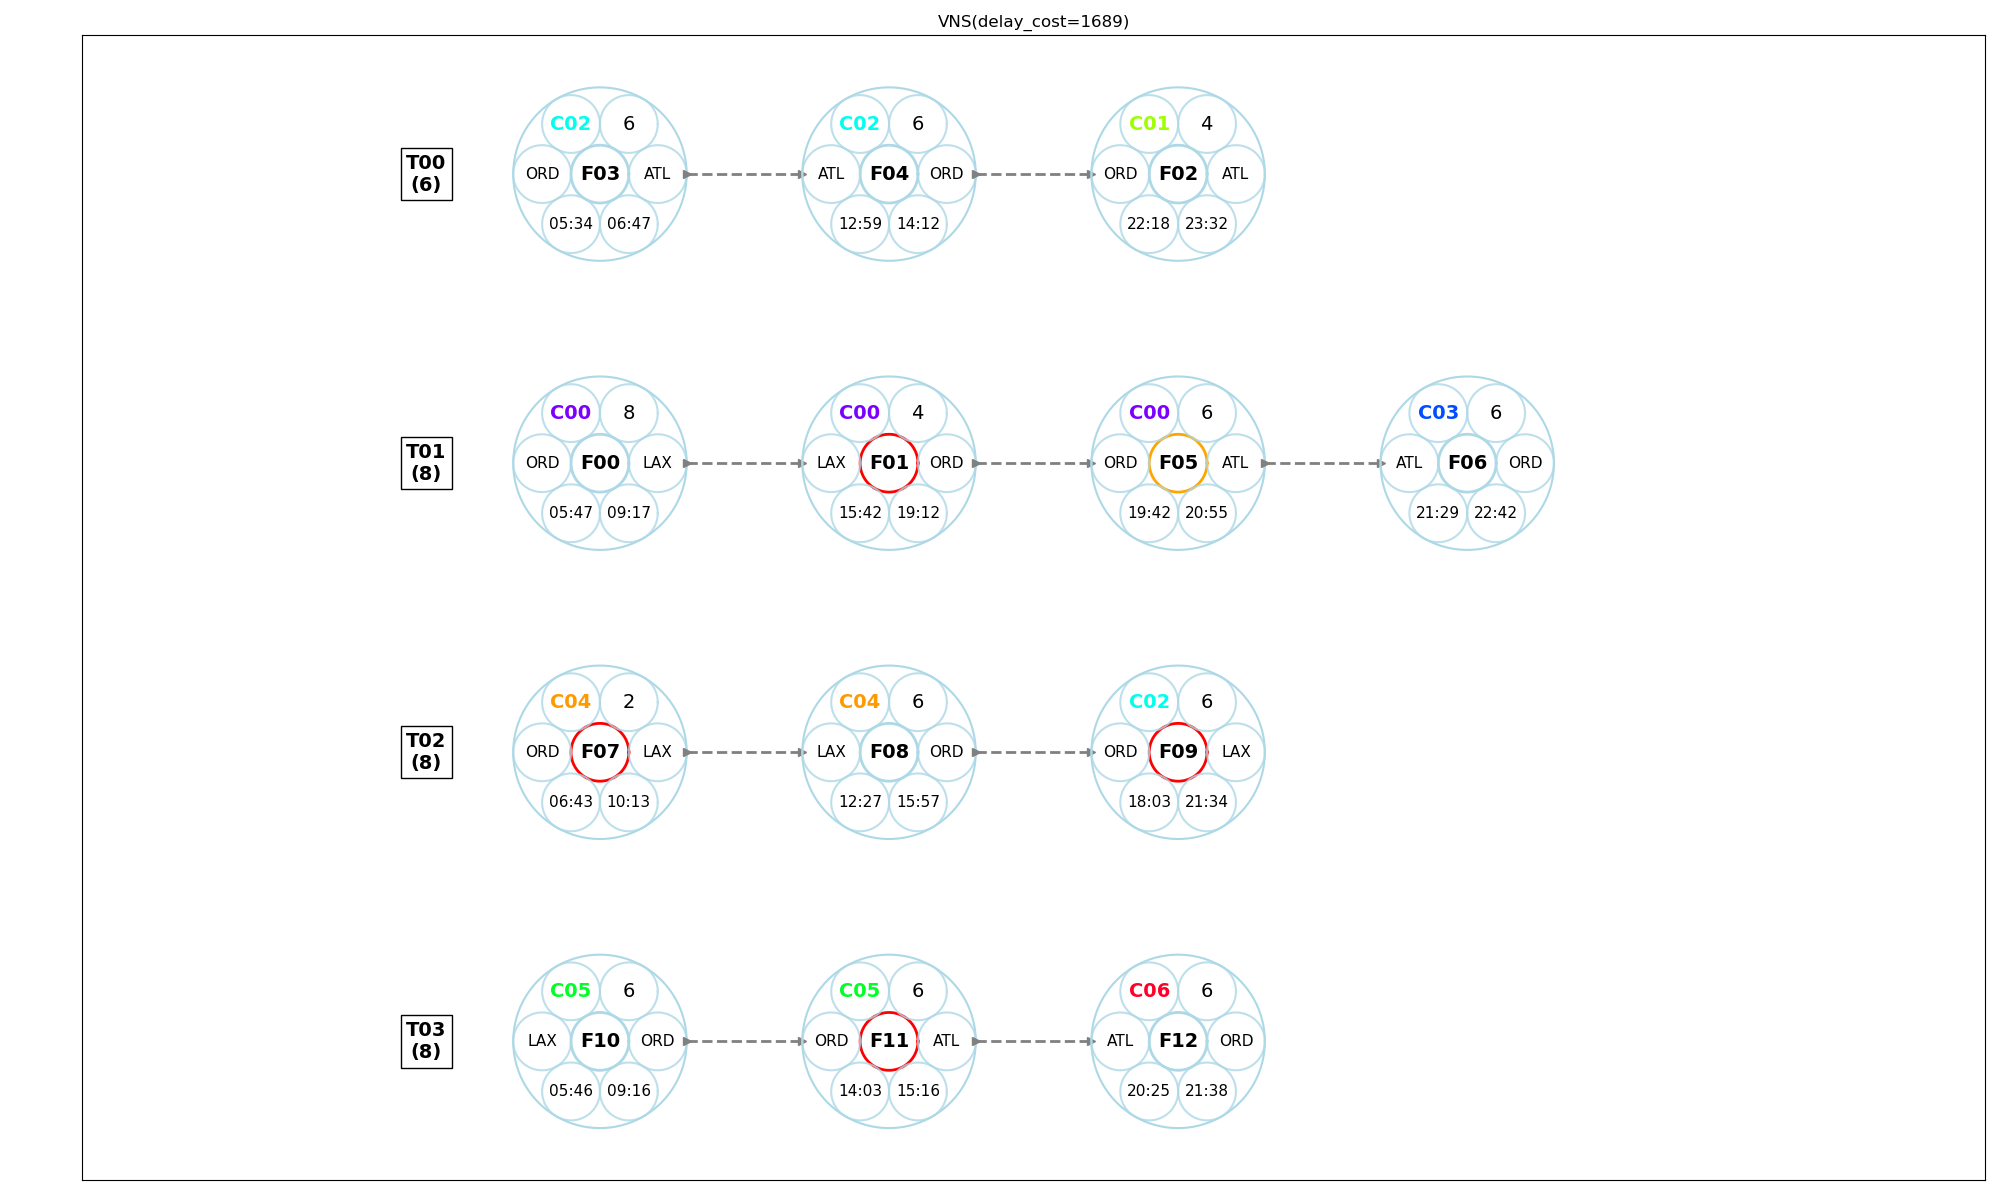 VNS(delay_cost=1689)
T00
(6)
C02 6
ORD F03 ATL
05:34 06:47
C02 6
ATL F04 ORD
12:59 14:12
C01 4
ORD F02 ATL
22:18 23:32
T01
(8)
C00 8
ORD F00 LAX
05:47 09:17
C00 4
LAX F01 ORD
15:42 19:12
C00 6
ORD F05 ATL
19:42 20:55
C03 6
ATL F06 ORD
21:29 22:42
T02
(8)
C04 2
ORD F07 LAX
06:43 10:13
C04 6
LAX F08 ORD
12:27 15:57
C02 6
ORD F09 LAX
18:03 21:34
T03
(8)
C05 6
LAX F10 ORD
05:46 09:16
C05 6
ORD F11 ATL
14:03 15:16
C06 6
ATL F12 ORD
20:25 21:38